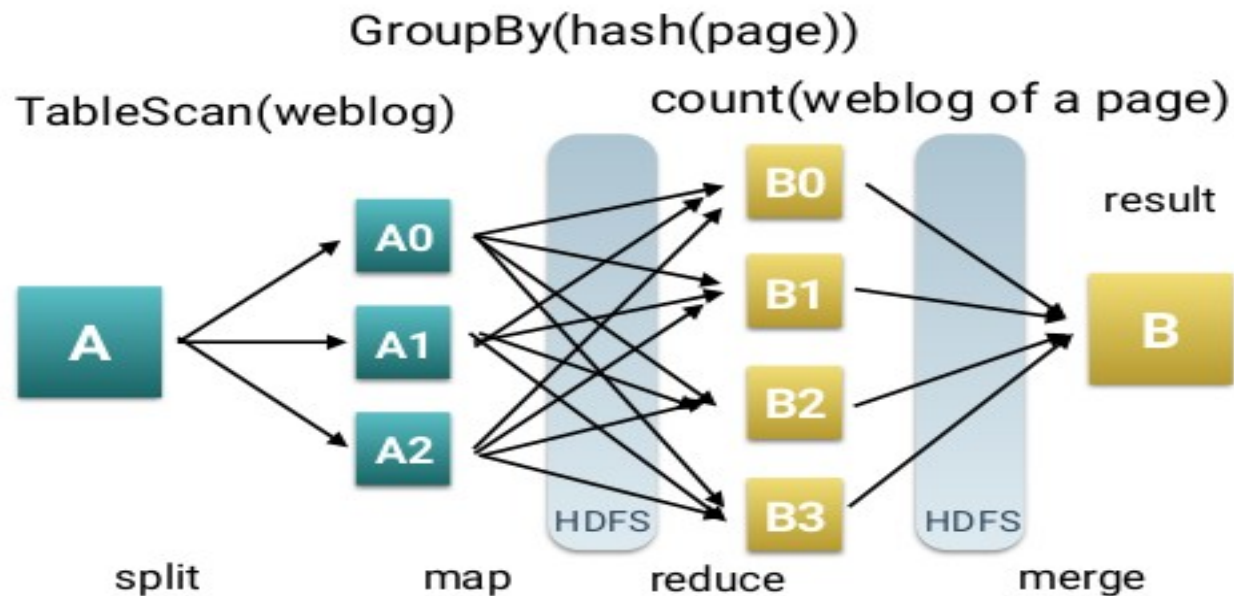 GroupBy(hash(page))
TableScan(weblog)
count(weblog of a page)
A
A0
A1
A2
HDFS
B0
B1
B2
B3
HDFS
result
B
split
map
reduce
merge